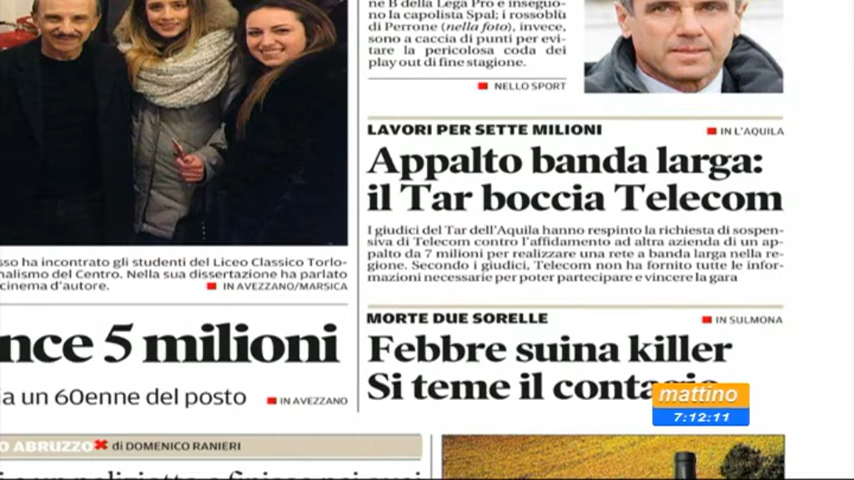 ne B della Lega Pro e inseguo-
no la capolista Spal; i rossoblù
di Perrone (nella foto), invece,
sono a caccia di punti per evi-
tare la pericolosa coda dei
play out di fine stagione.
NELLO SPORT
LAVORI PER SETTE MILIONI
IN L'AQUILA
Appalto banda larga:
il Tar boccia Telecom
I giudici del Tar dell'Aquila hanno respinto la richiesta di sospen-
siva di Telecom contro l'affidamento ad altra azienda di un ap-
palto da 7 milioni per realizzare una rete a banda larga nella re-
gione. Secondo i giudici, Telecom non ha fornito tutte le infor-
mazioni necessarie per poter partecipare e vincere la gara
sso ha incontrato gli studenti del Liceo Classico Torlo-
nalismo del Centro. Nella sua dissertazione ha parlato
cinema d'autore.
IN AVEZZANO/MARSICA
nce 5 milioni
ia un 60enne del posto
IN AVEZZANO
MORTE DUE SORELLE
IN SULMONA
Febbre suina killer
Si teme il contagio
mattino
7:12:11
O ABRUZZO di DOMENICO RANIERI